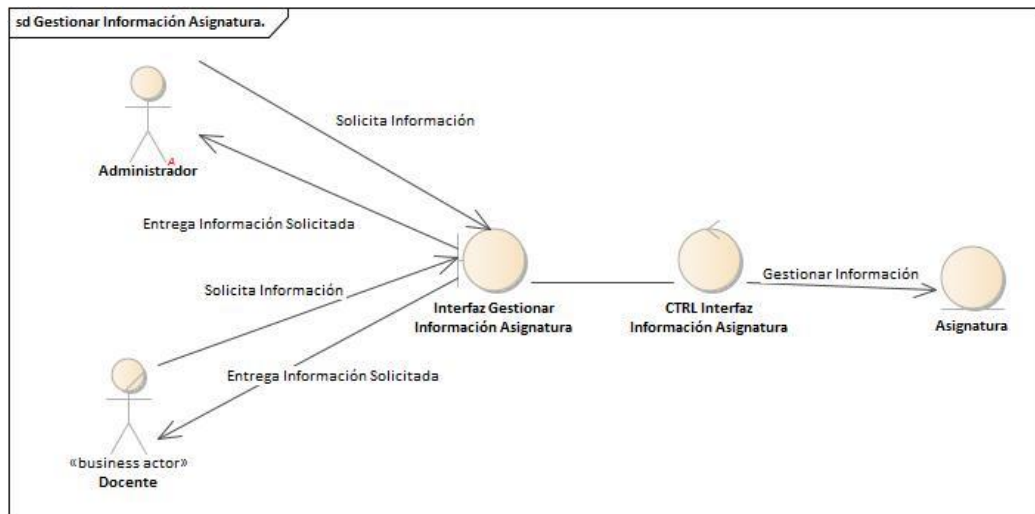 sd Gestionar Información Asignatura.
Solicita Información
A
Administrador
Entrega Información Solicitada
Solicita Información
Gestionar Información
Interfaz Gestionar
Información Asignatura
CTRL Interfaz
Información Asignatura
Asignatura
Entrega Información Solicitada
«business actor»
Docente